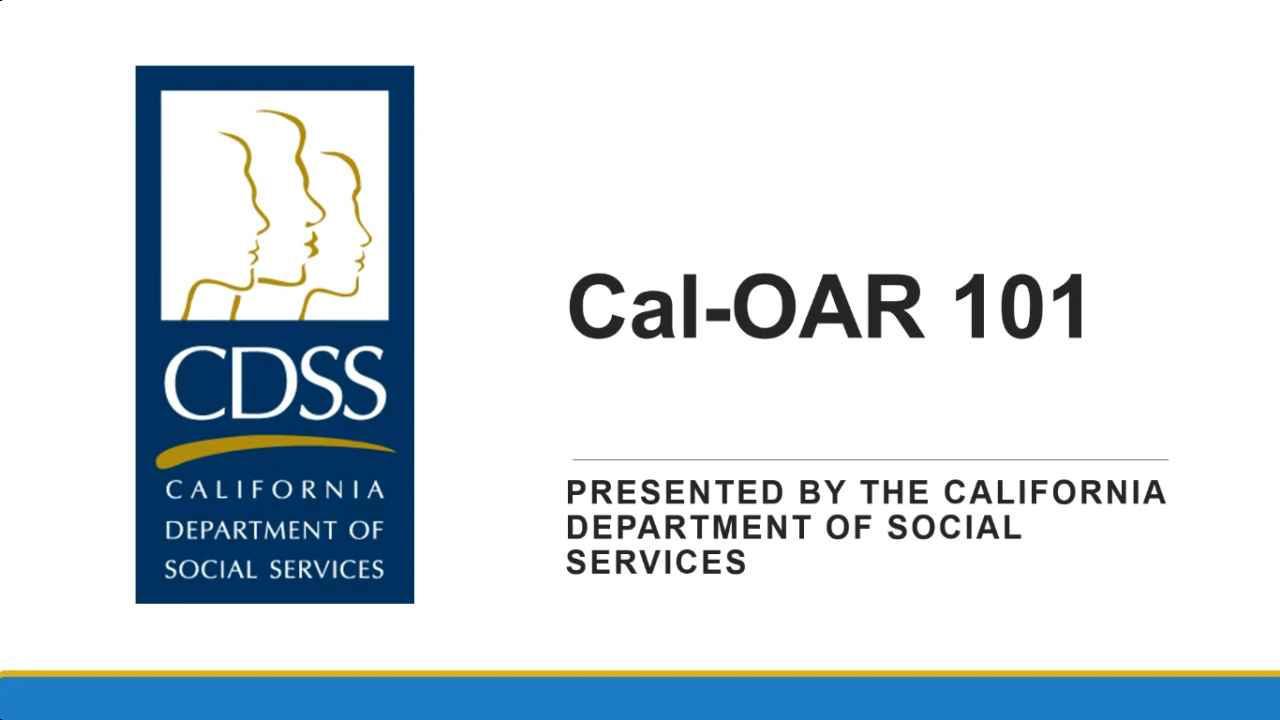 CDSS
CALIFORNIA
DEPARTMENT OF
SOCIAL SERVICES
Cal-OAR 101
PRESENTED BY THE CALIFORNIA
DEPARTMENT OF SOCIAL
SERVICES